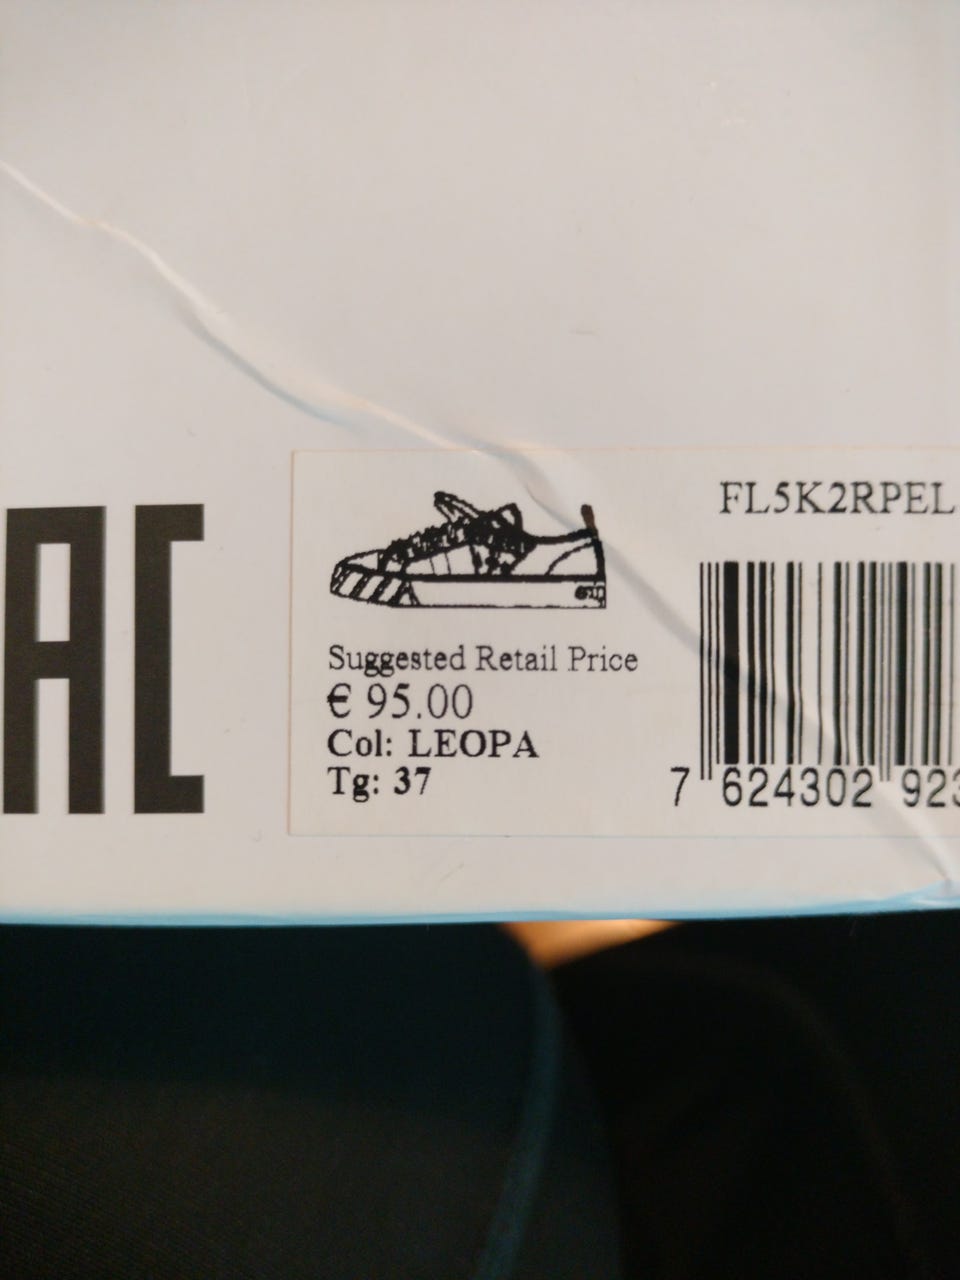 FL5K2RPEL
Suggested Retail Price
€ 95.00
Col: LEOPA
Tg: 37
7 624302 923